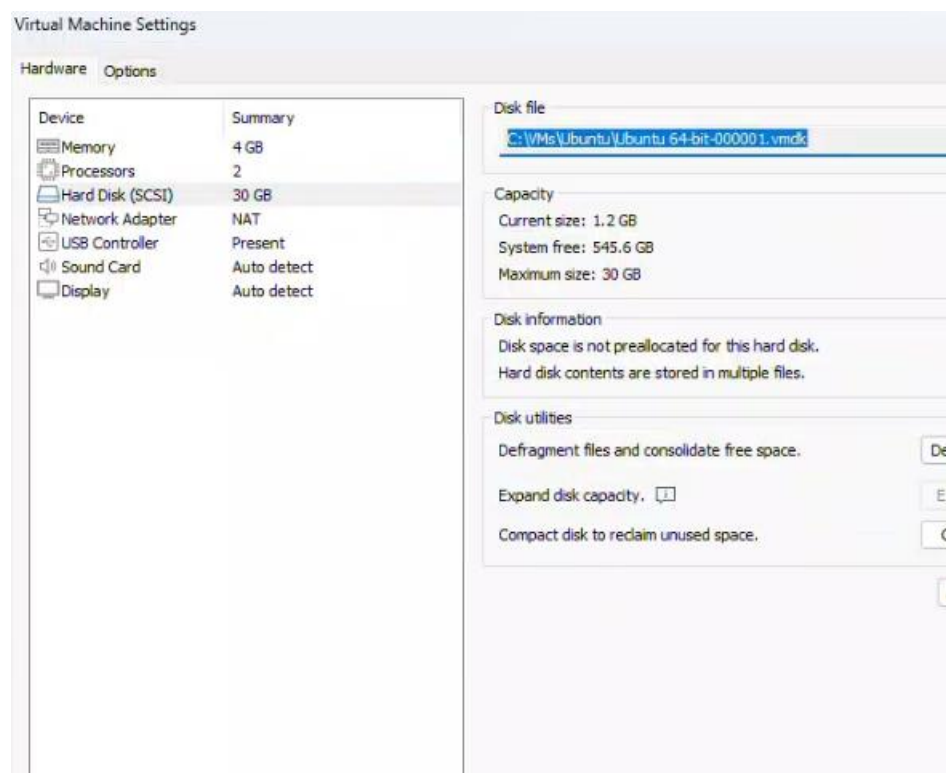 Virtual Machine Settings
Hardware Options
Device Summary
Memory 4 GB
Processors 2
Hard Disk (SCSI) 30 GB
Network Adapter NAT
USB Controller Present
Sound Card Auto detect
Display Auto detect
Disk file
C:\VMs\Ubuntu\Ubuntu 64-bit-000001.vmdk
Capacity
Current size: 1.2 GB
System free: 545.6 GB
Maximum size: 30 GB
Disk information
Disk space is not preallocated for this hard disk.
Hard disk contents are stored in multiple files.
Disk utilities
Defragment files and consolidate free space. De
Expand disk capacity. E
Compact disk to reclaim unused space.